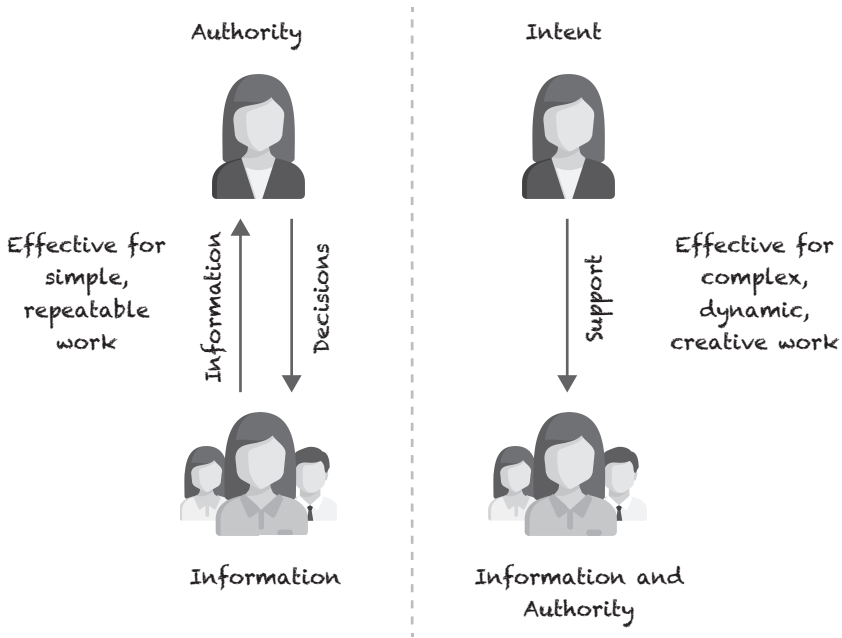 Authority
Effective for
simple,
repeatable
work
Information
Decisions
Information
Intent
Support
Effective for
complex,
dynamic,
creative work
Information and
Authority